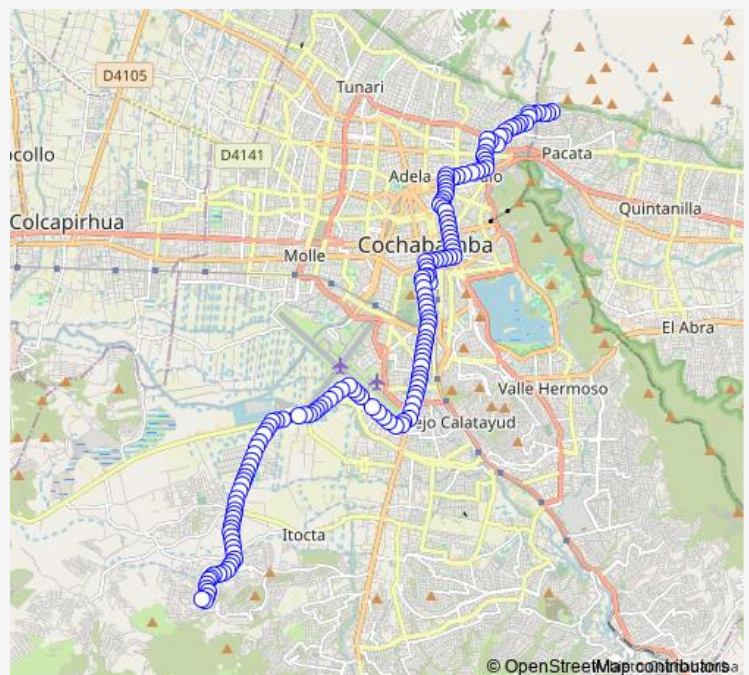 D4105
Tunari
D4141
Pacata
ocollo
Adela
Quintanilla
Colcapirhua
Cochabamba
Molle
El Abra
Valle Hermoso
ejo Calatayud
Itocta
© OpenStreetMap contributors